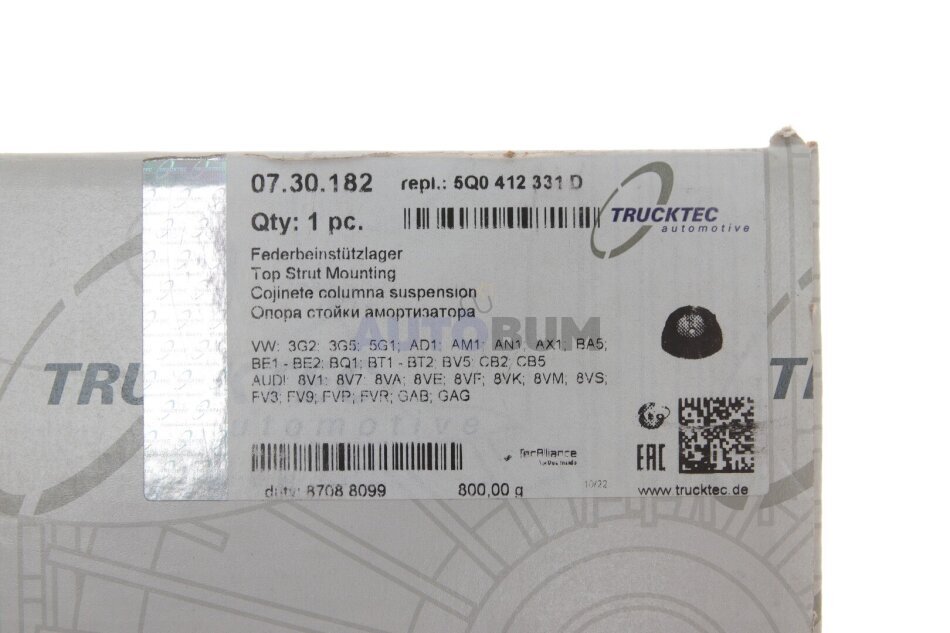 07.30.182 repl.: 5Q0 412 331 D
Qty: 1 pc.
TRUCKTEC
automotive
Federbeinstützlager
Top Strut Mounting
Cojinete columna suspension
Опора стойки амортизатора
AUTOBUM
VW: 3G2; 3G5; 5G1; AD1; AM1; AN1; AX1; BA5;
BE1 - BE2; BQ1; BT1 - BT2; BV5; CB2; CB5
AUDI: 8V1; 8V7; 8VA; 8VE; 8VF; 8VK; 8VM; 8VS;
FV3; FV9; FVP; FVR; GAB; GAG
TRU
automotive
EAC
duty: 8708 8099 800,00 g 10/22 www.trucktec.de